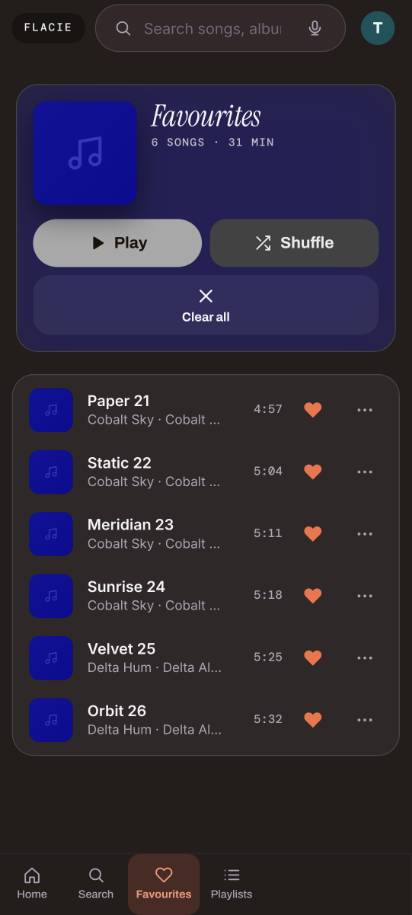 FLACIE
Search songs, albu
T
Favourites
6 SONGS · 31 MIN
Play
Shuffle
Clear all
Paper 21
Cobalt Sky · Cobalt ...
4:57
Static 22
Cobalt Sky · Cobalt ...
5:04
Meridian 23
Cobalt Sky · Cobalt ...
5:11
Sunrise 24
Cobalt Sky · Cobalt ...
5:18
Velvet 25
Delta Hum · Delta Al...
5:25
Orbit 26
Delta Hum · Delta Al...
5:32
Home
Search
Favourites
Playlists